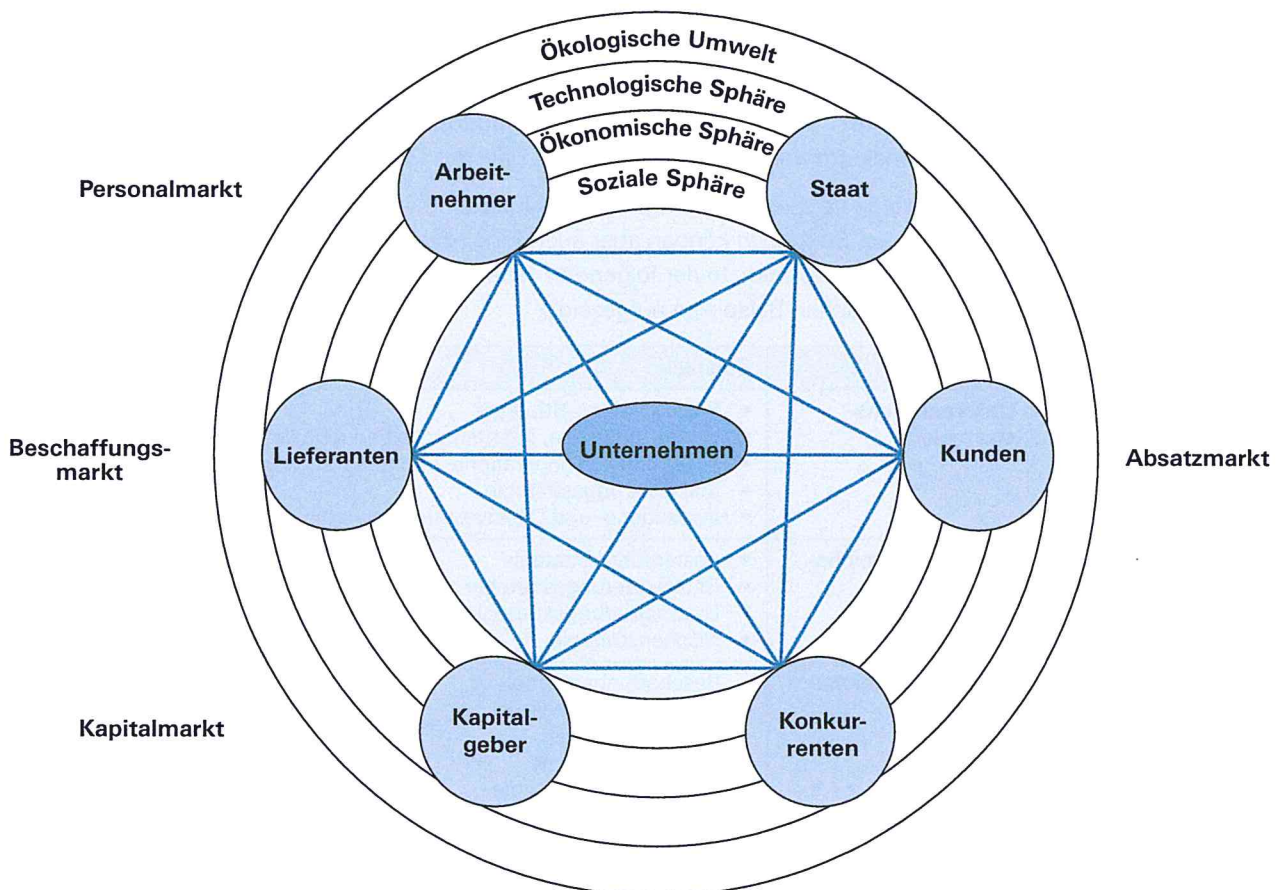 Ökologische Umwelt
Technologische Sphäre
Ökonomische Sphäre
Soziale Sphäre
Personalmarkt
Arbeit-
nehmer
Staat
Beschaffungs-
markt
Lieferanten
Unternehmen
Kunden
Absatzmarkt
Kapitalmarkt
Kapital-
geber
Konkur-
renten